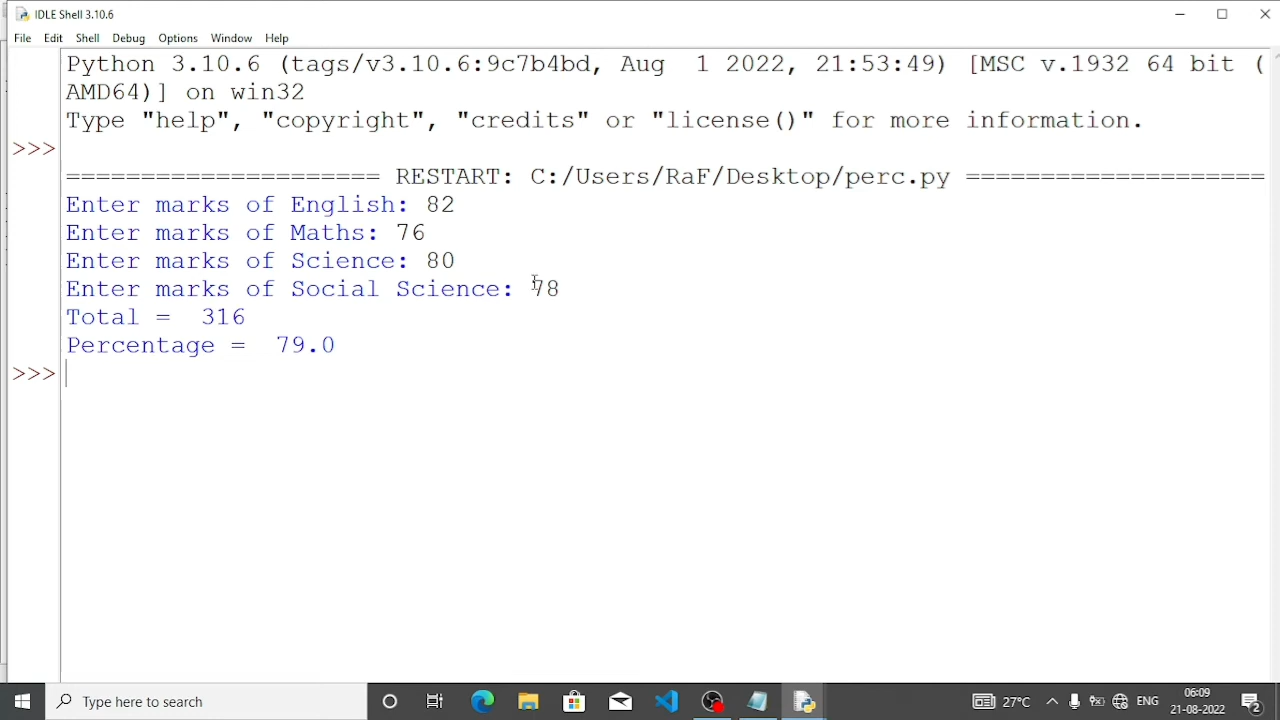 IDLE Shell 3.10.6
File Edit Shell Debug Options Window Help
Python 3.10.6 (tags/v3.10.6:9c7b4bd, Aug  1 2022, 21:53:49) [MSC v.1932 64 bit (
AMD64)] on win32
Type "help", "copyright", "credits" or "license()" for more information.
>>>
===================== RESTART: C:/Users/RaF/Desktop/perc.py ====================
Enter marks of English: 82
Enter marks of Maths: 76
Enter marks of Science: 80
Enter marks of Social Science: 78
Total =  316
Percentage =  79.0
>>>
Type here to search
27°C
ENG
06:09
21-08-2022
2